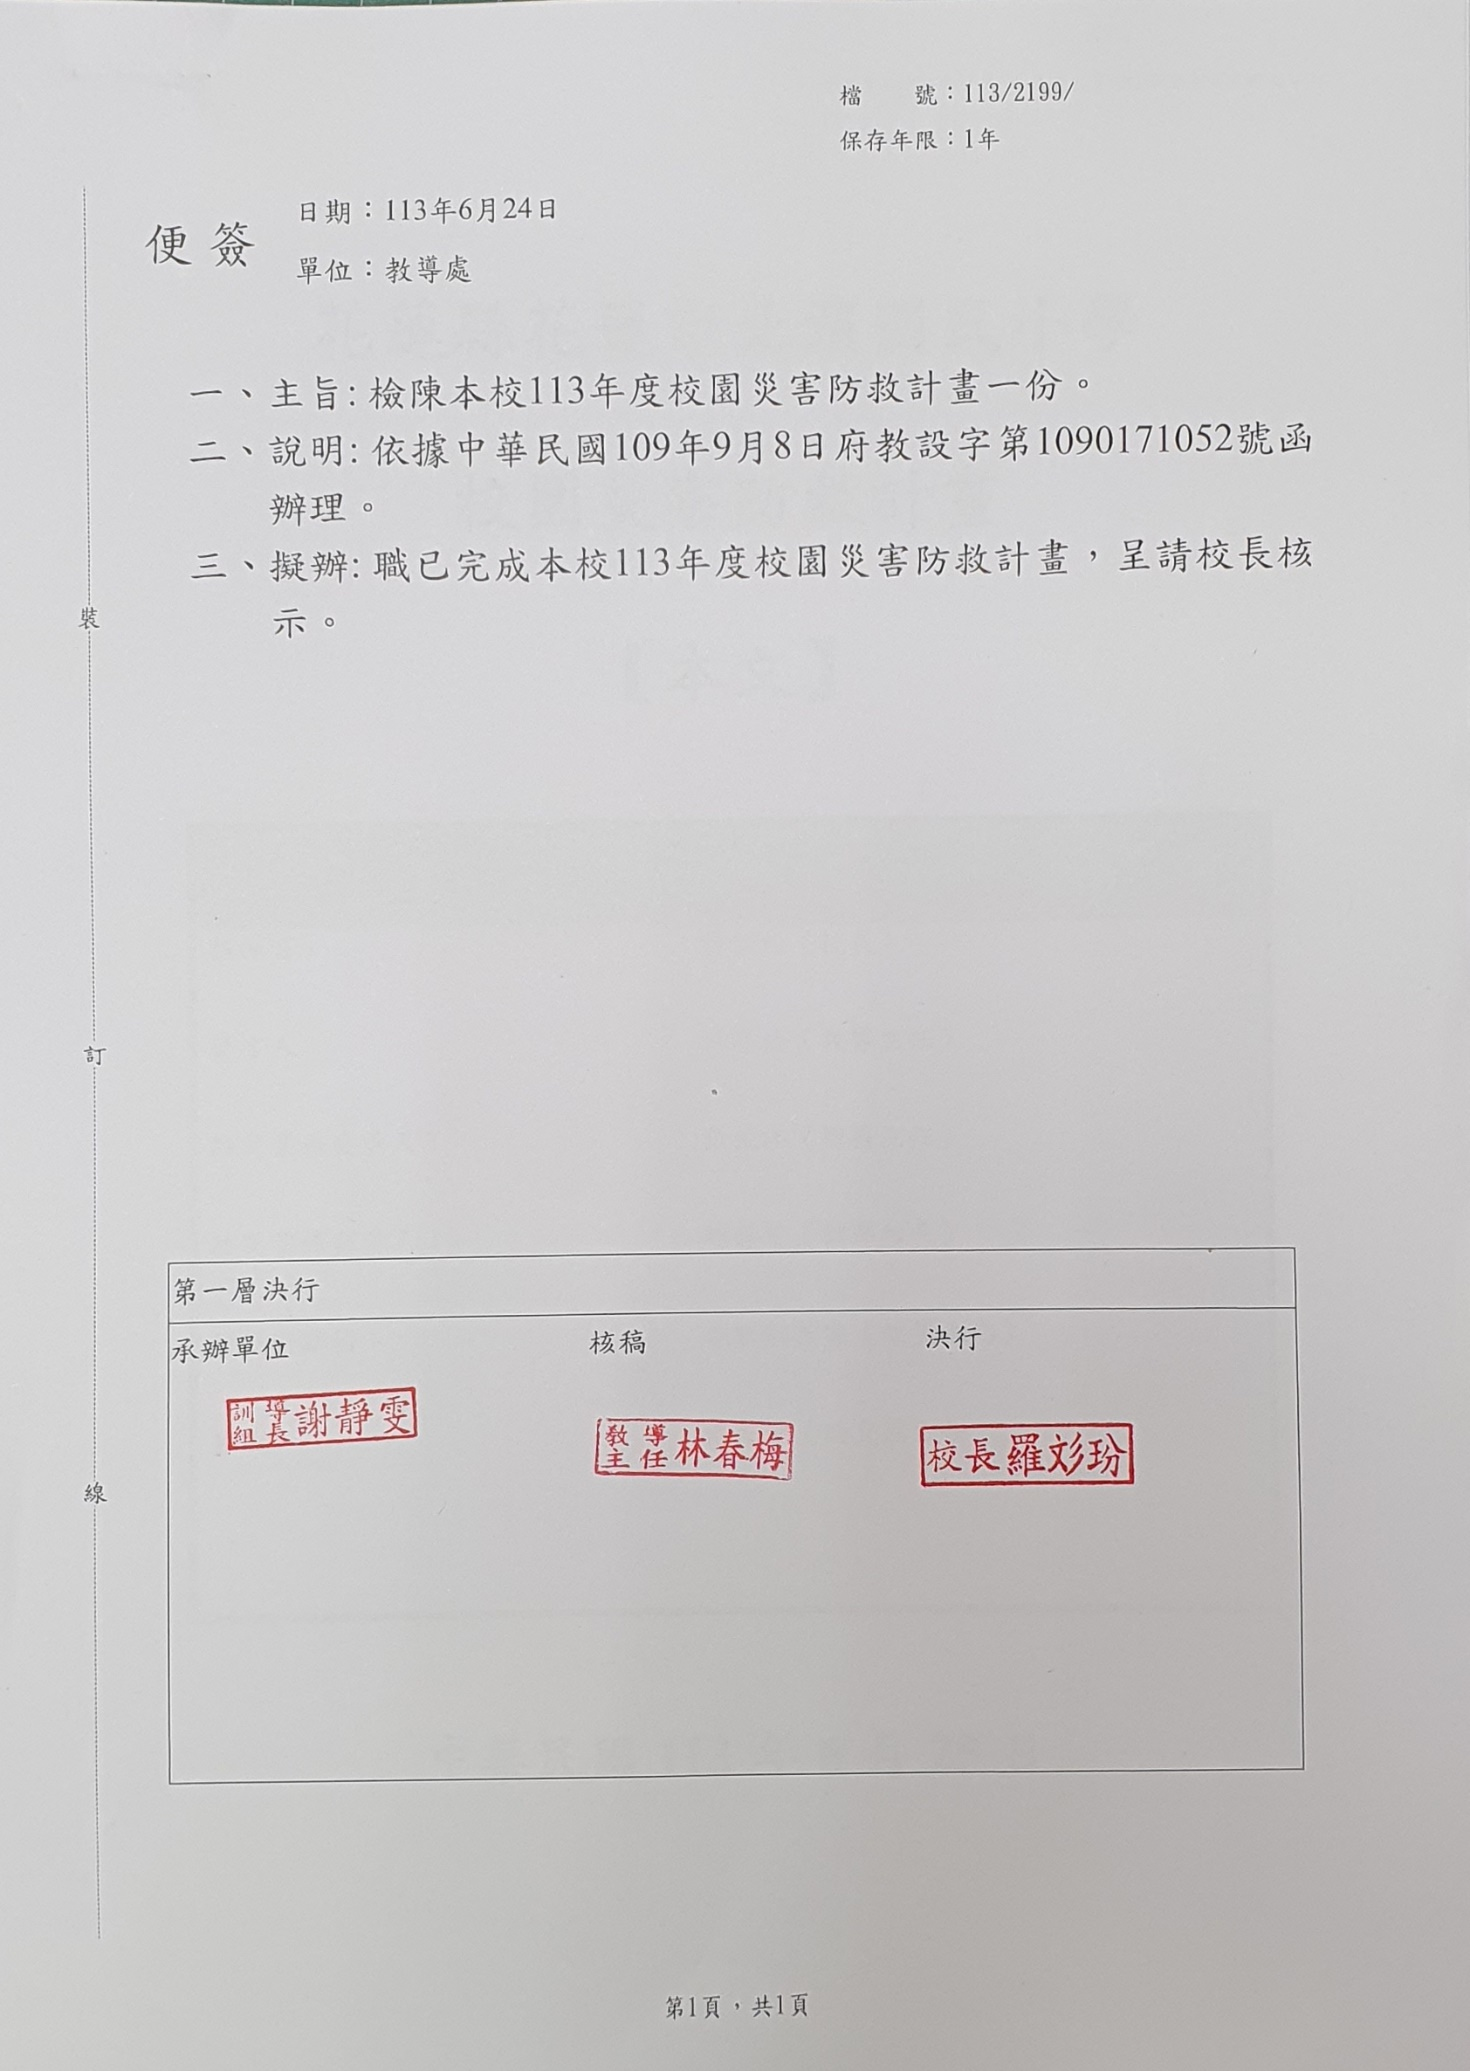 檔　　號：113/2199/
保存年限：1年
便簽
日期：113年6月24日
單位：教導處
一、主旨:檢陳本校113年度校園災害防救計畫一份。
二、說明:依據中華民國109年9月8日府教設字第1090171052號函
辦理。
三、擬辦:職已完成本校113年度校園災害防救計畫，呈請校長核
示。
裝
訂
線
第一層決行
承辦單位
核稿
決行
訓導組長謝靜雯
教導主任林春梅
校長羅彣玢
第1頁，共1頁